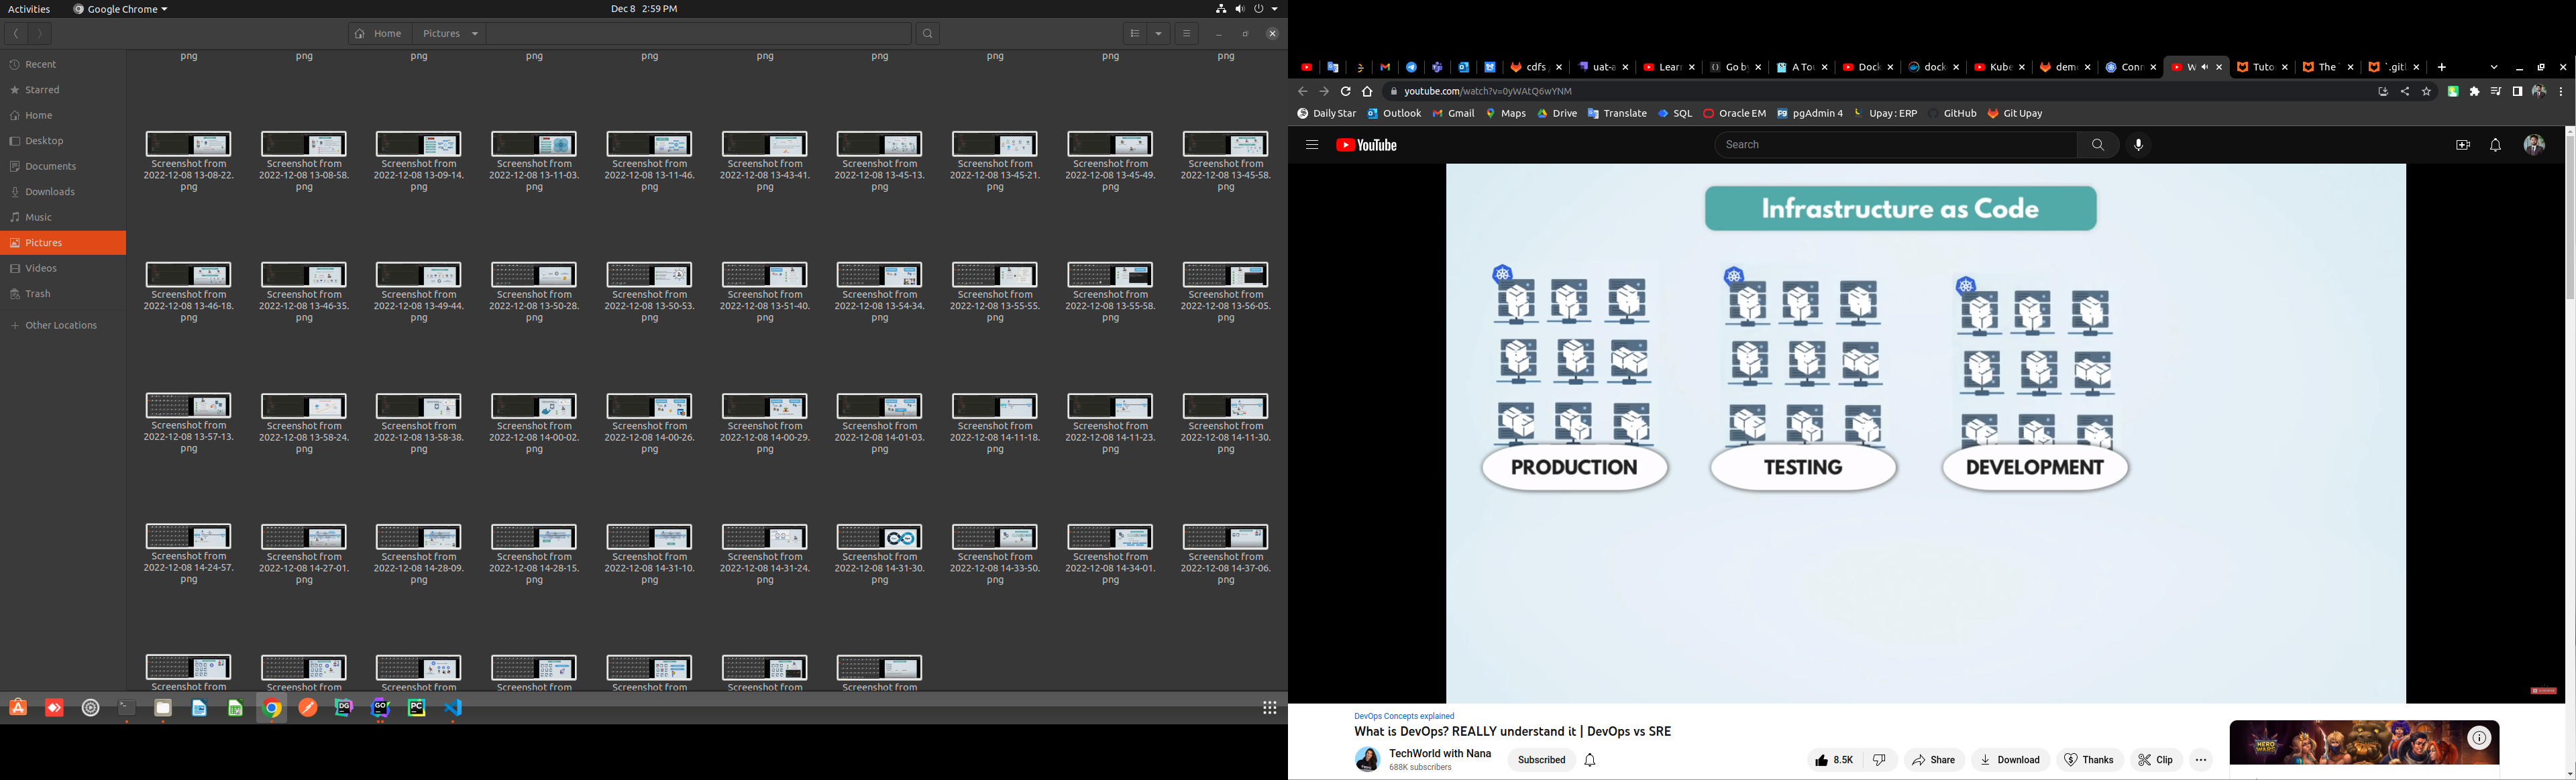 Activities
Google Chrome
Dec 8 2:59 PM
Home
Pictures
Recent
Starred
Home
Desktop
Documents
Downloads
Music
Pictures
Videos
Trash
Other Locations
png png png png png png png png png png
Screenshot from Screenshot from Screenshot from Screenshot from Screenshot from Screenshot from Screenshot from Screenshot from Screenshot from Screenshot from
2022-12-08 13-08-22. 2022-12-08 13-08-58. 2022-12-08 13-09-14. 2022-12-08 13-11-03. 2022-12-08 13-11-46. 2022-12-08 13-43-41. 2022-12-08 13-45-13. 2022-12-08 13-45-21. 2022-12-08 13-45-49. 2022-12-08 13-45-58.
png png png png png png png png png png
Screenshot from Screenshot from Screenshot from Screenshot from Screenshot from Screenshot from Screenshot from Screenshot from Screenshot from Screenshot from
2022-12-08 13-46-18. 2022-12-08 13-46-35. 2022-12-08 13-49-44. 2022-12-08 13-50-28. 2022-12-08 13-50-53. 2022-12-08 13-51-40. 2022-12-08 13-54-34. 2022-12-08 13-55-55. 2022-12-08 13-55-58. 2022-12-08 13-56-05.
png png png png png png png png png png
Screenshot from Screenshot from Screenshot from Screenshot from Screenshot from Screenshot from Screenshot from Screenshot from Screenshot from Screenshot from
2022-12-08 13-57-13. 2022-12-08 13-58-24. 2022-12-08 13-58-38. 2022-12-08 14-00-02. 2022-12-08 14-00-26. 2022-12-08 14-00-29. 2022-12-08 14-01-03. 2022-12-08 14-11-18. 2022-12-08 14-11-23. 2022-12-08 14-11-30.
png png png png png png png png png png
Screenshot from Screenshot from Screenshot from Screenshot from Screenshot from Screenshot from Screenshot from Screenshot from Screenshot from Screenshot from
2022-12-08 14-24-57. 2022-12-08 14-27-01. 2022-12-08 14-28-09. 2022-12-08 14-28-15. 2022-12-08 14-31-10. 2022-12-08 14-31-24. 2022-12-08 14-31-30. 2022-12-08 14-33-50. 2022-12-08 14-34-01. 2022-12-08 14-37-06.
png png png png png png png png png png
Screenshot from Screenshot from Screenshot from Screenshot from Screenshot from Screenshot from Screenshot from
DG GO PC
cdfs uat-a Learn Go by A Tou Dock dock Kube demo Conn W Tuto The `.gitl
youtube.com/watch?v=0yWAtQ6wYNM
Daily Star Outlook Gmail Maps Drive Translate SQL Oracle EM pgAdmin 4 Upay : ERP GitHub Git Upay
YouTube
Search
Infrastructure as Code
PRODUCTION
TESTING
DEVELOPMENT
DevOps Concepts explained
What is DevOps? REALLY understand it | DevOps vs SRE
TechWorld with Nana
688K subscribers
Subscribed
8.5K
Share
Download
Thanks
Clip
HERO WARS